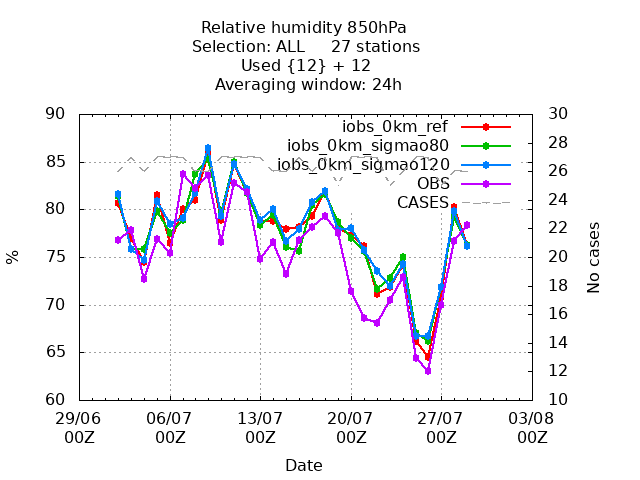 Relative humidity 850hPa
Selection: ALL     27 stations
Used {12} + 12
Averaging window: 24h
90
85
80
75
70
65
60
%
30
28
26
24
22
20
18
16
14
12
10
No cases
iobs_0km_ref
iobs_0km_sigmao80
iobs_0km_sigmao120
OBS
CASES
29/06 06/07 13/07 20/07 27/07 03/08
00Z 00Z 00Z 00Z 00Z 00Z
Date